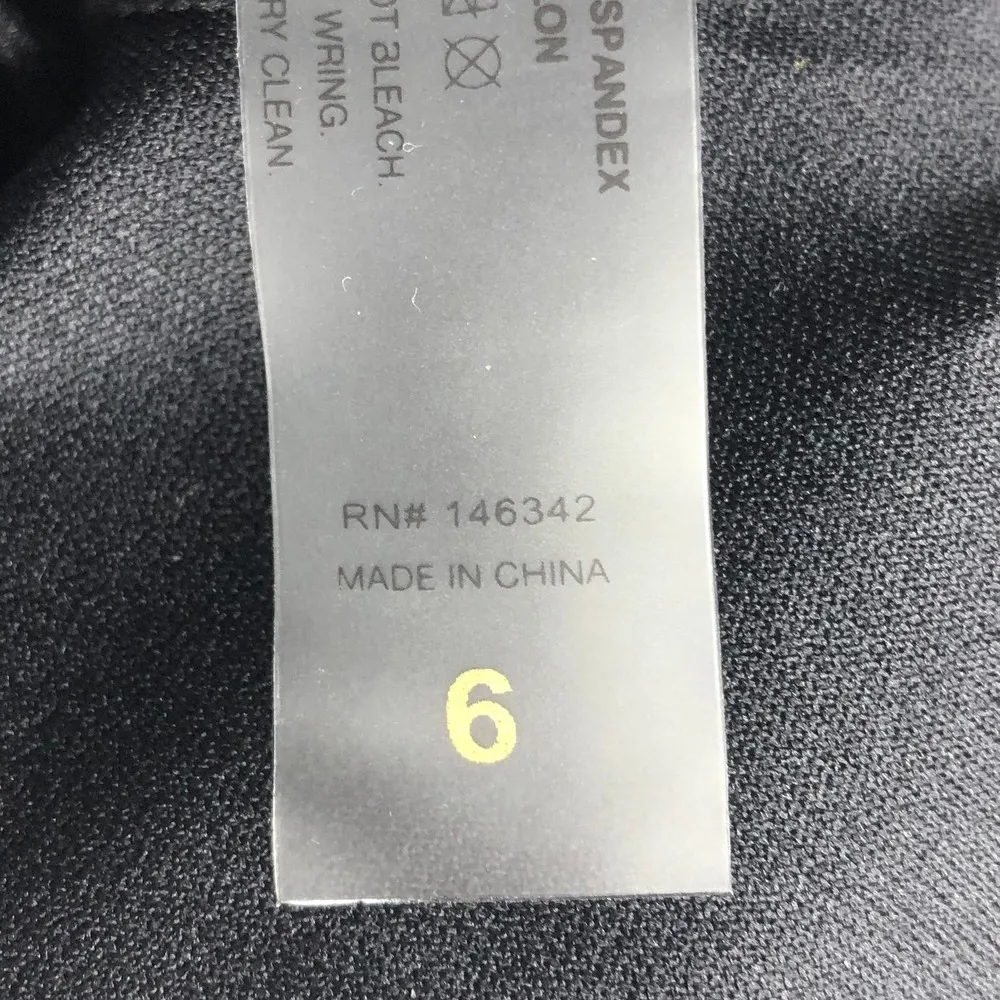 SPANDEX
LON
OT BLEACH.
WRING.
RY CLEAN.
RN# 146342
MADE IN CHINA
6